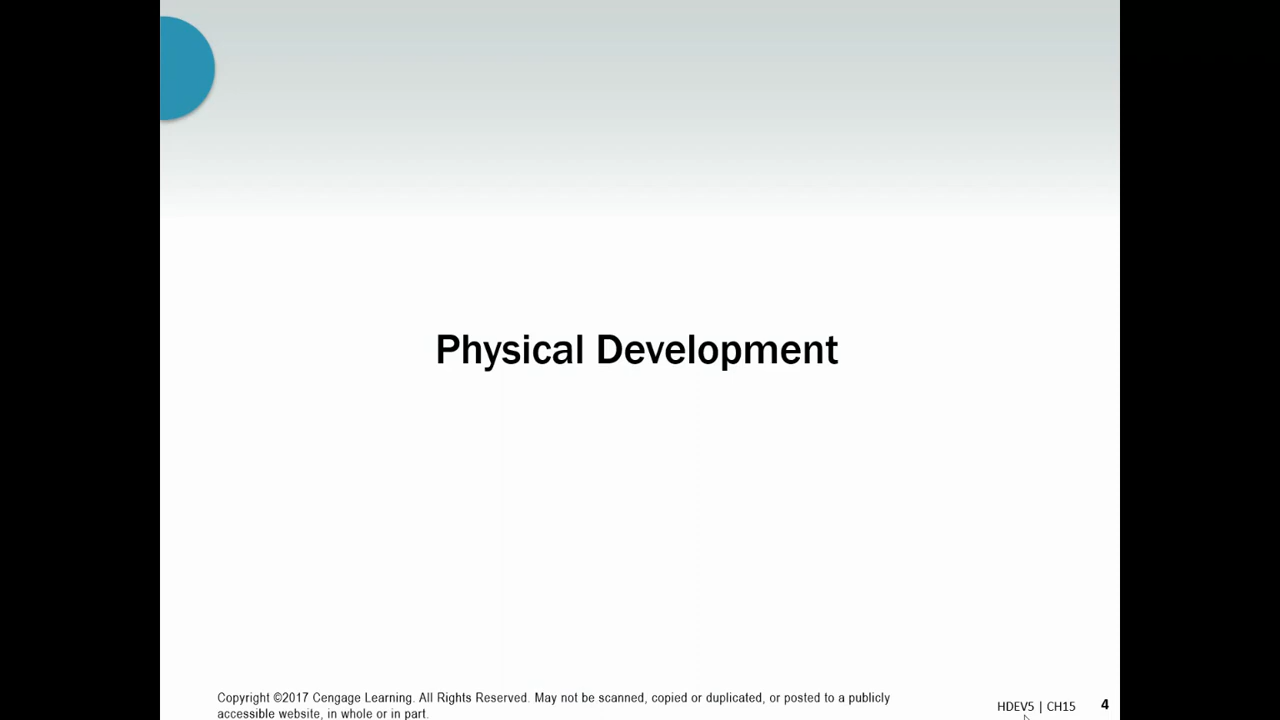 Physical Development
Copyright ©2017 Cengage Learning. All Rights Reserved. May not be scanned, copied or duplicated, or posted to a publicly
accessible website, in whole or in part.
HDEV5 | CH15
4